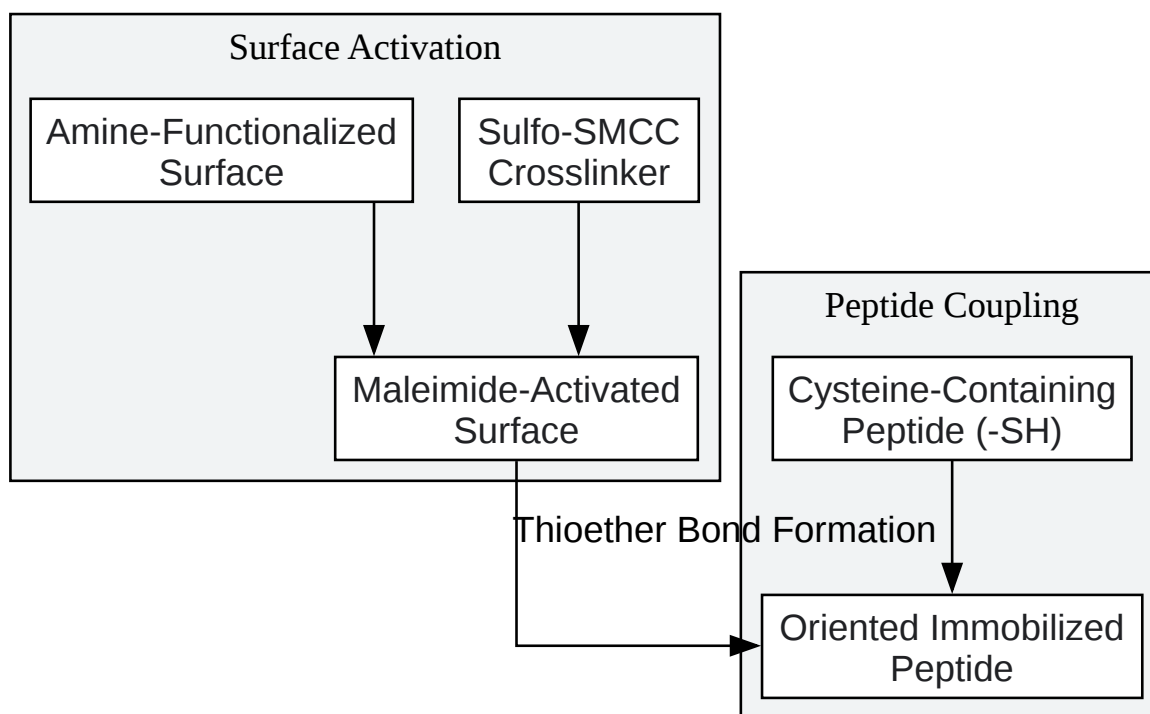 Surface Activation
Amine-Functionalized
Surface
Sulfo-SMCC
Crosslinker
Maleimide-Activated
Surface
Peptide Coupling
Cysteine-Containing
Peptide (-SH)
Thioether Bond Formation
Oriented Immobilized
Peptide